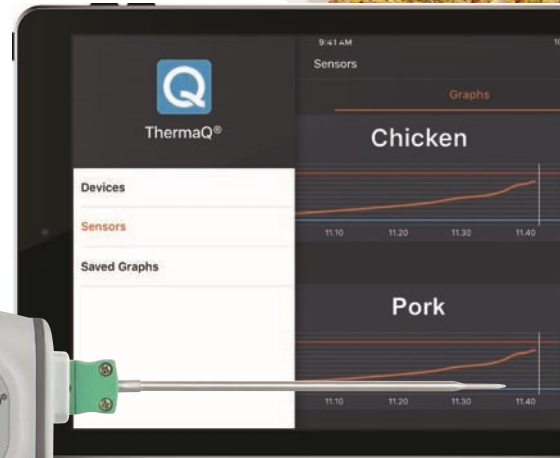 9:41 AM
Sensors
Graphs
Q
ThermaQ®
Devices
Sensors
Saved Graphs
Chicken
11.10 11.20 11.30 11.40
Pork
11.10 11.20 11.30 11.40